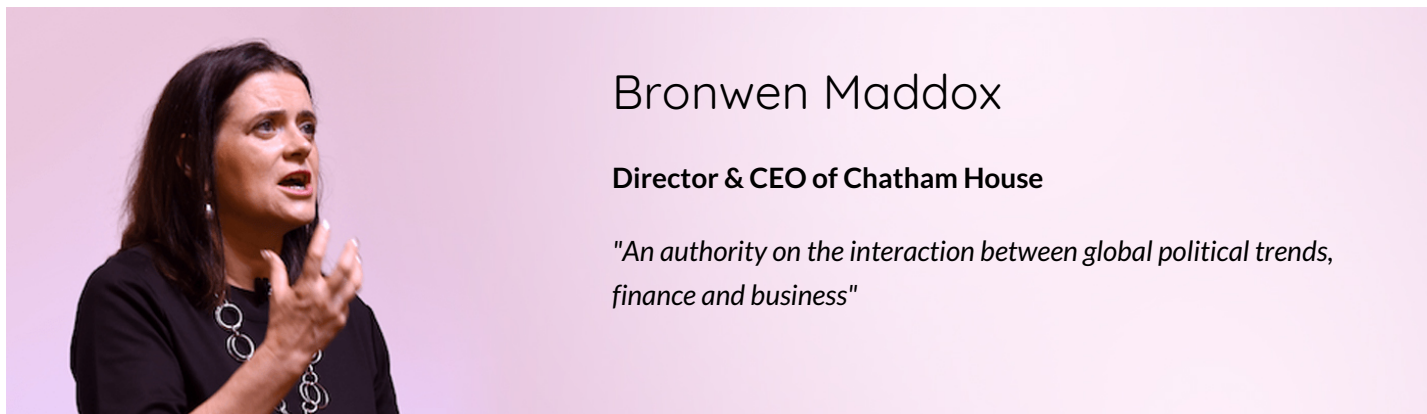 Bronwen Maddox
Director & CEO of Chatham House
"An authority on the interaction between global political trends,
finance and business"